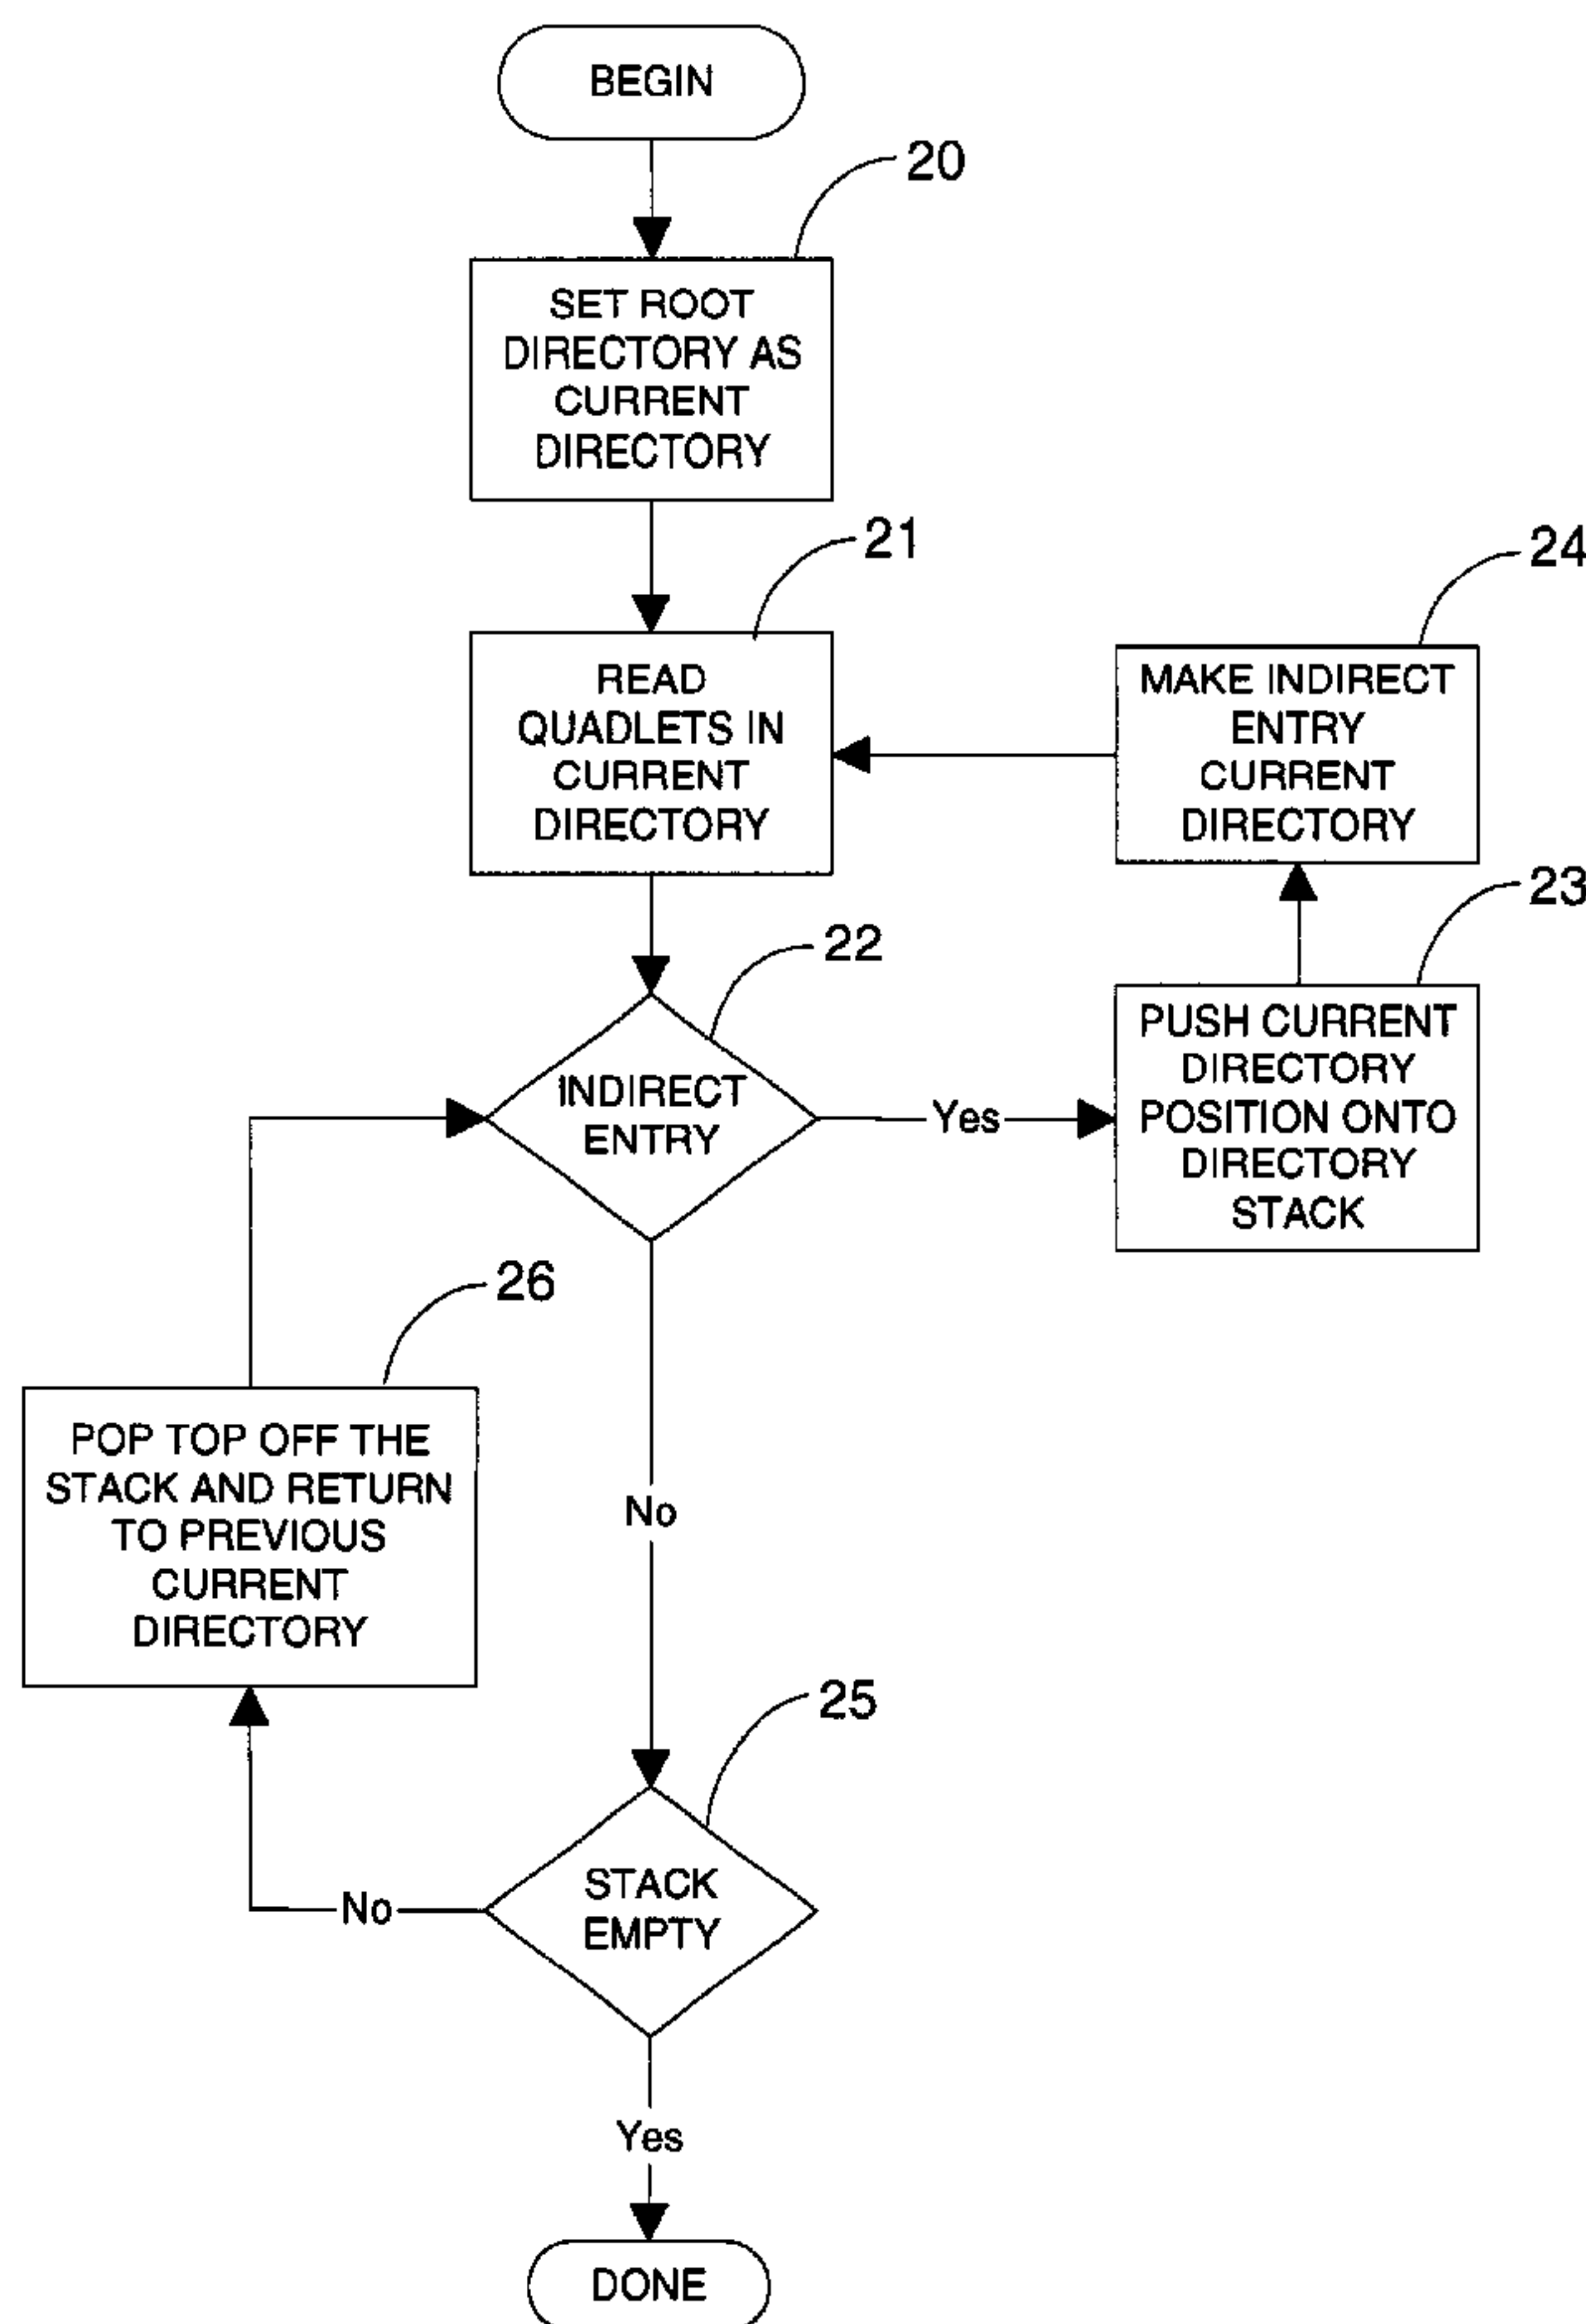 BEGIN
20
SET ROOT
DIRECTORY AS
CURRENT
DIRECTORY
21
READ
QUADLETS IN
CURRENT
DIRECTORY
24
MAKE INDIRECT
ENTRY
CURRENT
DIRECTORY
23
PUSH CURRENT
DIRECTORY
POSITION ONTO
DIRECTORY
STACK
22
INDIRECT
ENTRY
Yes
No
26
POP TOP OFF THE
STACK AND RETURN
TO PREVIOUS
CURRENT
DIRECTORY
25
STACK
EMPTY
No
Yes
DONE